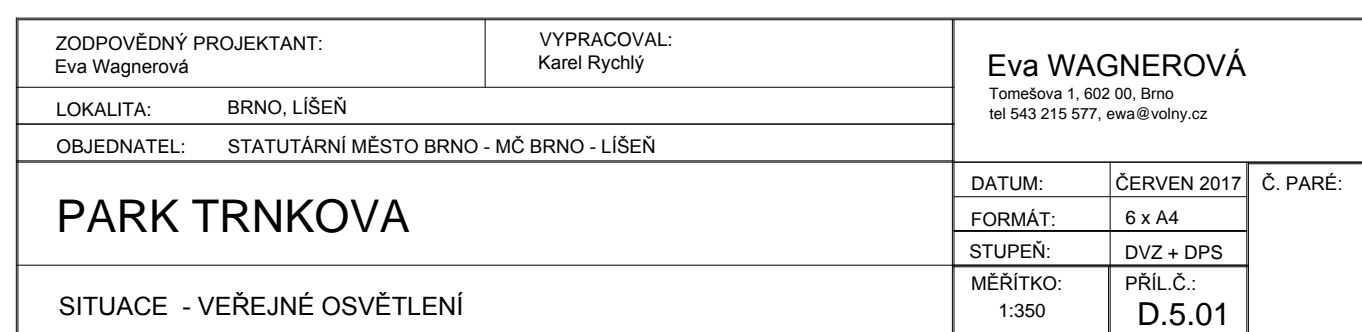 ZODPOVĚDNÝ PROJEKTANT:
Eva Wagnerová
VYPRACOVAL:
Karel Rychlý
LOKALITA: BRNO, LÍŠEŇ
OBJEDNATEL: STATUTÁRNÍ MĚSTO BRNO - MČ BRNO - LÍŠEŇ
Eva WAGNEROVÁ
Tomešova 1, 602 00, Brno
tel 543 215 577, ewa@volny.cz
PARK TRNKOVA
SITUACE - VEŘEJNÉ OSVĚTLENÍ
DATUM: ČERVEN 2017
FORMÁT: 6 x A4
STUPEŇ: DVZ + DPS
MĚŘÍTKO:
1:350
PŘÍL.Č.:
D.5.01
Č. PARÉ: